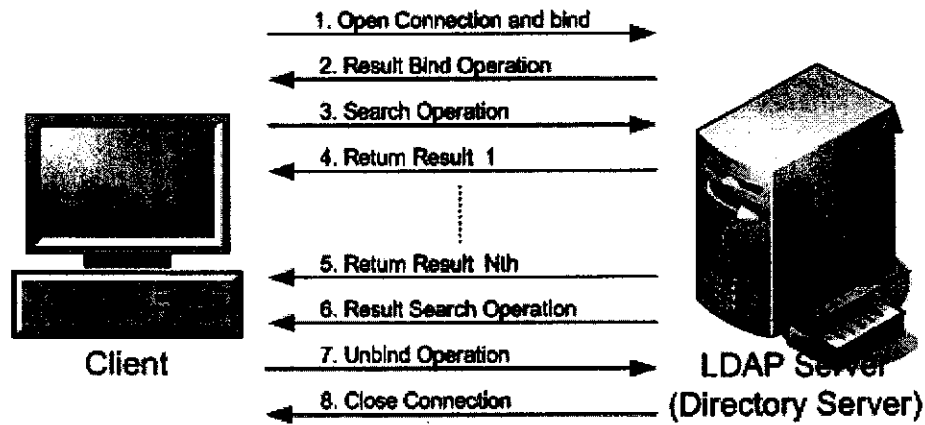 1. Open Connection and bind
2. Result Bind Operation
3. Search Operation
4. Return Result 1
5. Return Result Nth
6. Result Search Operation
7. Unbind Operation
8. Close Connection
Client
LDAP Server
(Directory Server)